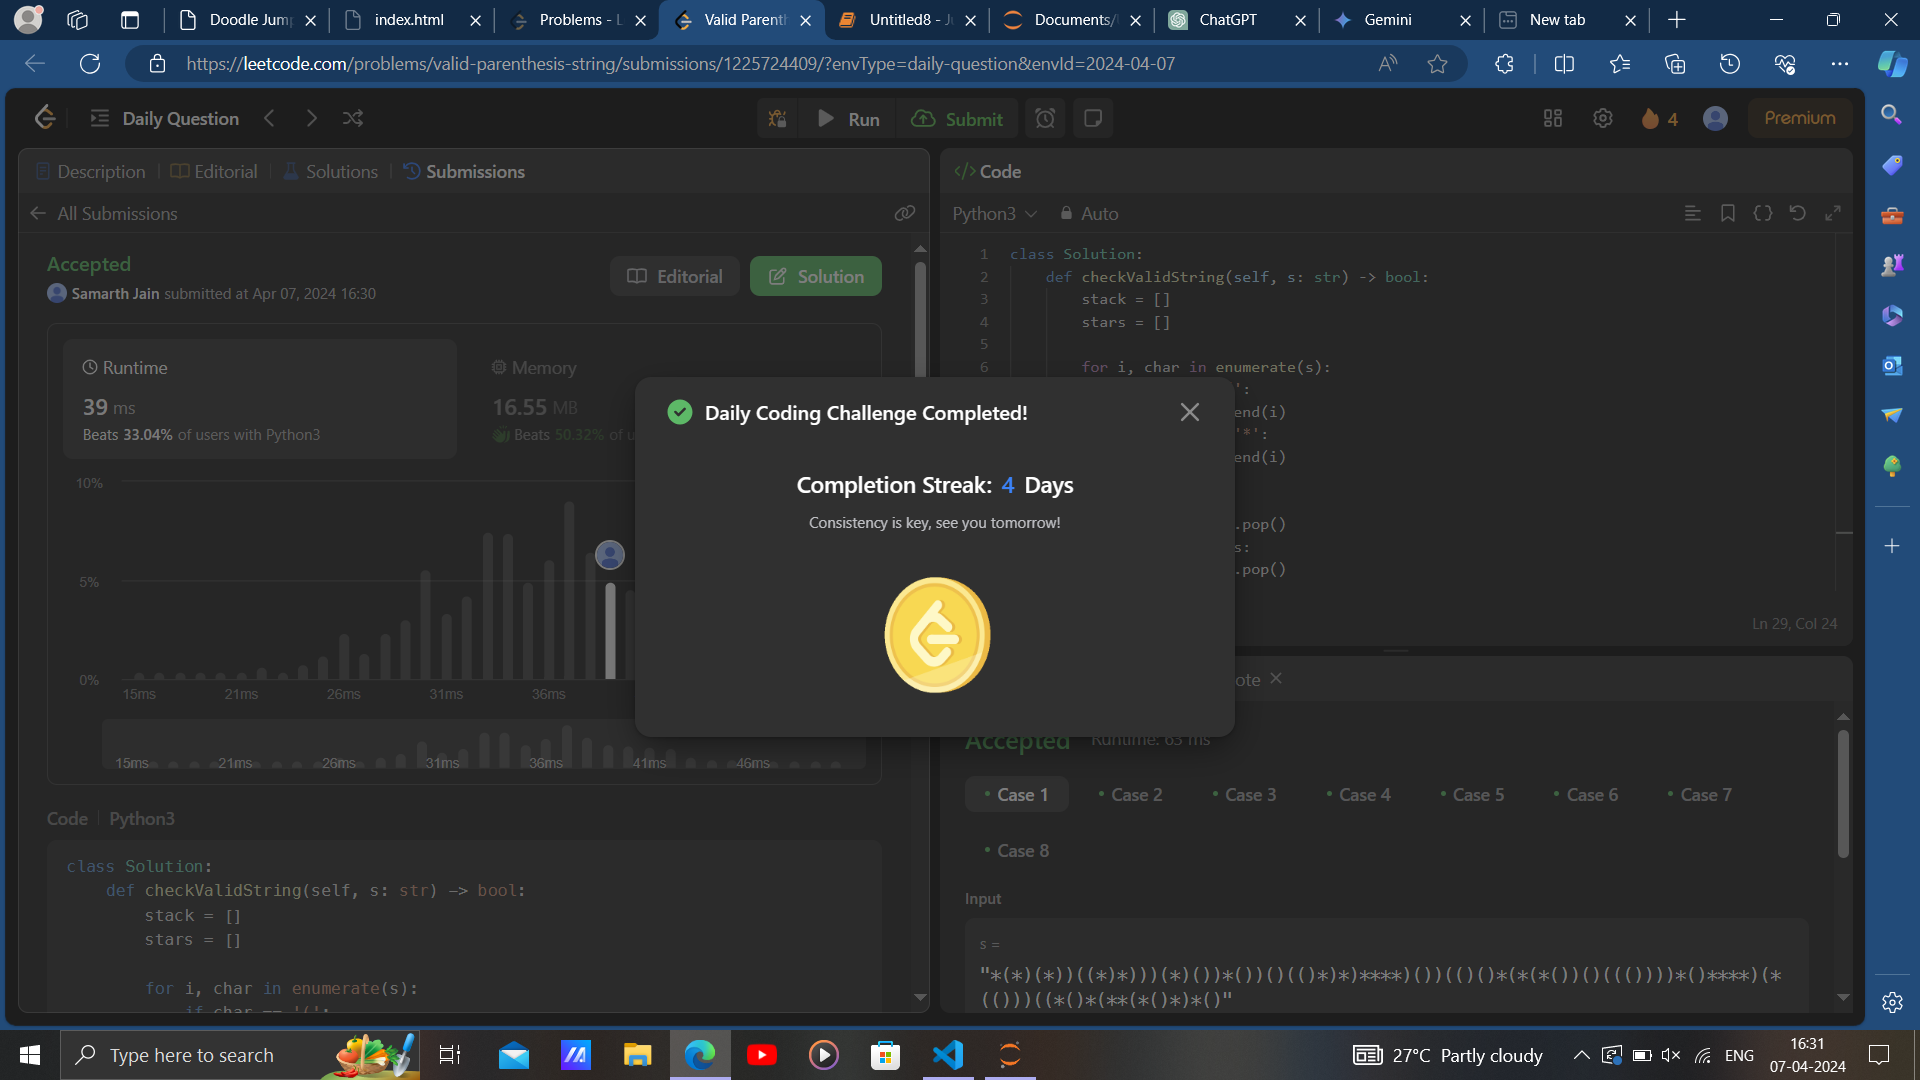 Doodle Jum
index.html
Problems - L
Valid Parenth
Untitled8 - Ju
Documents/
ChatGPT
Gemini
New tab
https://leetcode.com/problems/valid-parenthesis-string/submissions/1225724409/?envType=daily-question&envId=2024-04-07
Daily Question
Run
Submit
4
Premium
Description
Editorial
Solutions
Submissions
All Submissions
Accepted
Samarth Jain submitted at Apr 07, 2024 16:30
Editorial
Solution
Runtime
39 ms
Beats 33.04% of users with Python3
Memory
16.55 MB
Beats 50.32% of u
10%
5%
0%
15ms 21ms 26ms 31ms 36ms
15ms 21ms 26ms 31ms 36ms 41ms 46ms
Code
Python3
class Solution:
def checkValidString(self, s: str) -> bool:
stack = []
stars = []
for i, char in enumerate(s):
if char == '(':
Daily Coding Challenge Completed!
Completion Streak: 4 Days
Consistency is key, see you tomorrow!
</> Code
Python3
Auto
1 class Solution:
2 def checkValidString(self, s: str) -> bool:
3 stack = []
4 stars = []
5
6 for i, char in enumerate(s):
':
end(i)
'*':
end(i)
.pop()
s:
.pop()
Ln 29, Col 24
ote
Accepted
Runtime: 65 ms
Case 1
Case 2
Case 3
Case 4
Case 5
Case 6
Case 7
Case 8
Input
s =
"*(*)(*))((*)*)))(*)())*())()(()*)*)****)())(()()*(*(*())()((())))*()****)(*
(()))((*()*(**(*()*)*()"
Type here to search
27°C Partly cloudy
ENG
16:31
07-04-2024